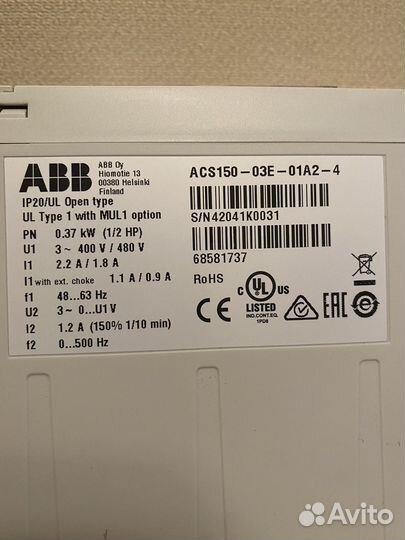 ABB
ABB Oy
Hiomotie 13
00380 Helsinki
Finland
IP20/UL Open type
UL Type 1 with MUL1 option
PN 0.37 kW (1/2 HP)
U1 3~ 400 V / 480 V
I1 2.2 A / 1.8 A
I1 with ext. choke 1.1 A / 0.9 A
f1 48...63 Hz
U2 3~ 0...U1 V
I2 1.2 A (150% 1/10 min)
f2 0...500 Hz
ACS150-03E-01A2-4
S/N42041K0031
68581737
RoHS
CE
C UL US
LISTED
IND.CONT.EQ.
1PD8
EAC
Avito